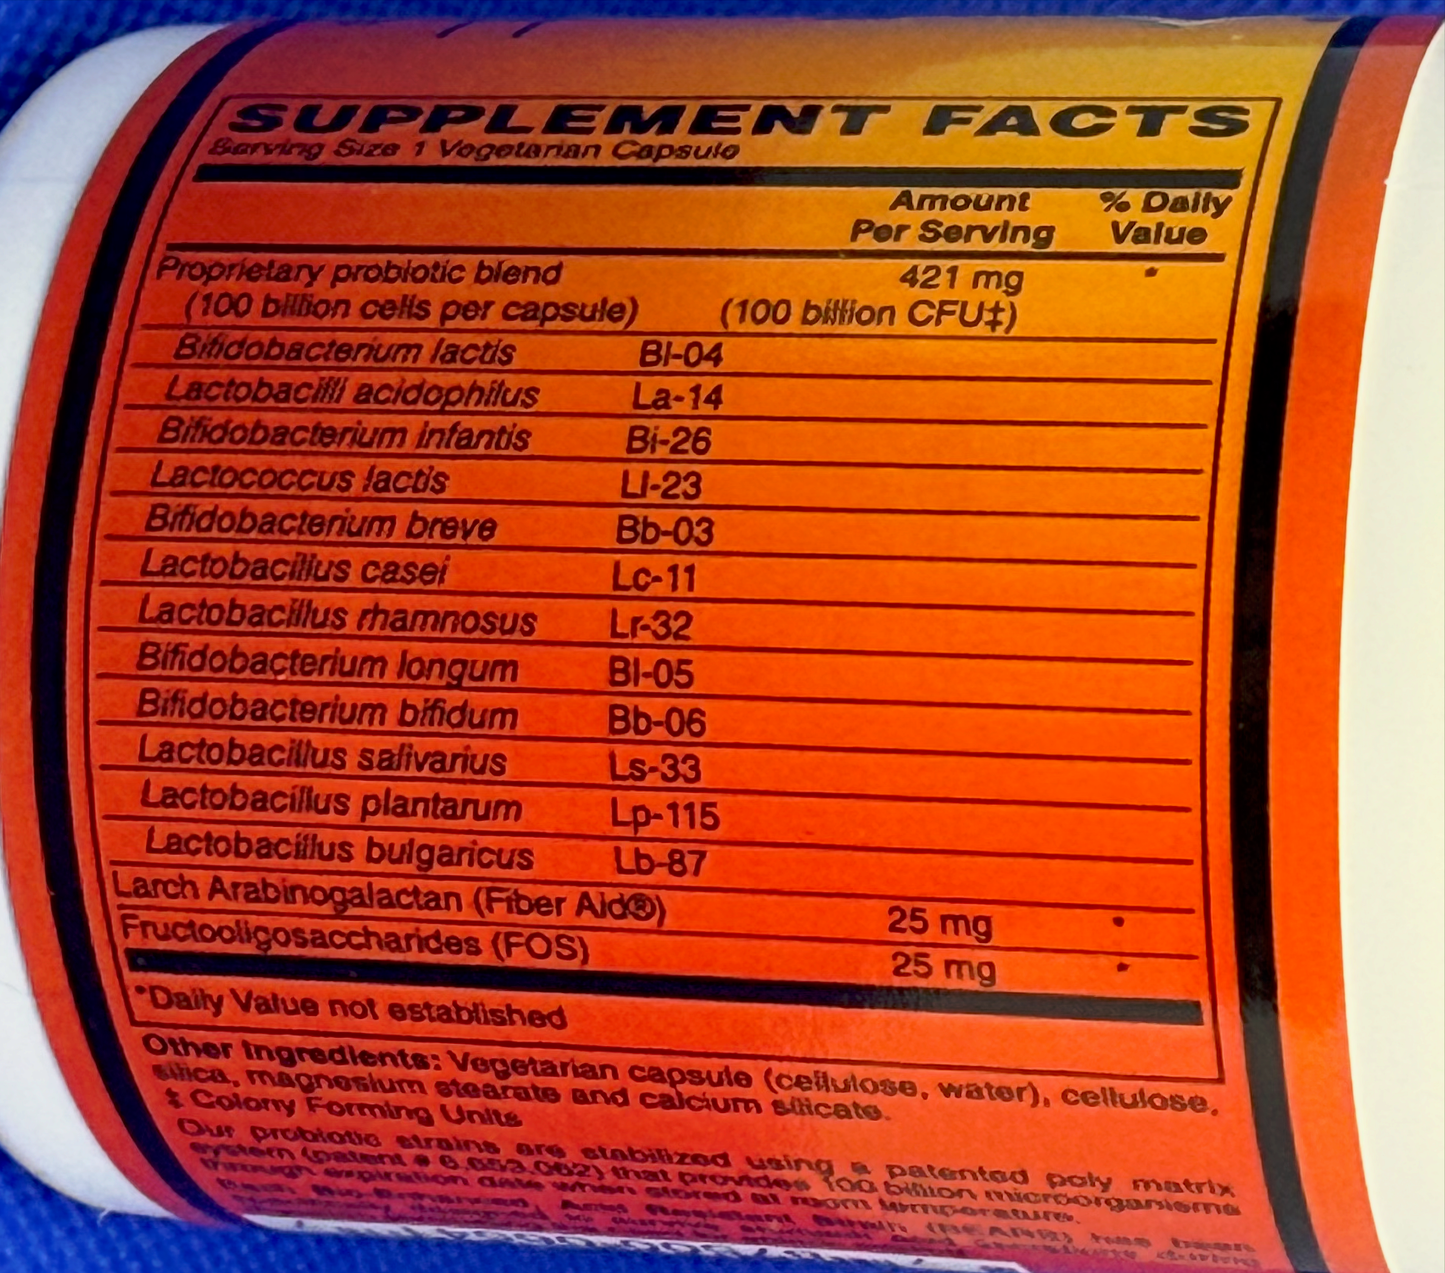 SUPPLEMENT FACTS
Serving Size 1 Vegetarian Capsule
Amount Per Serving % Daily Value
Proprietary probiotic blend 421 mg *
(100 billion cells per capsule) (100 billion CFU‡)
Bifidobacterium lactis Bl-04
Lactobacilli acidophilus La-14
Bifidobacterium infantis Bi-26
Lactococcus lactis Ll-23
Bifidobacterium breve Bb-03
Lactobacillus casei Lc-11
Lactobacillus rhamnosus Lr-32
Bifidobacterium longum Bl-05
Bifidobacterium bifidum Bb-06
Lactobacillus salivarius Ls-33
Lactobacillus plantarum Lp-115
Lactobacillus bulgaricus Lb-87
Larch Arabinogalactan (Fiber Aid®) 25 mg *
Fructooligosaccharides (FOS) 25 mg *
*Daily Value not established
Other Ingredients: Vegetarian capsule (cellulose, water), cellulose,
silica, magnesium stearate and calcium silicate.
‡ Colony Forming Units
Our probiotic strains are stabilized using a patented poly matrix
system (patent # 6,653,062) that provides 100 billion microorganisms
through expiration date when stored at room temperature.
Acid Resistant Strain has been